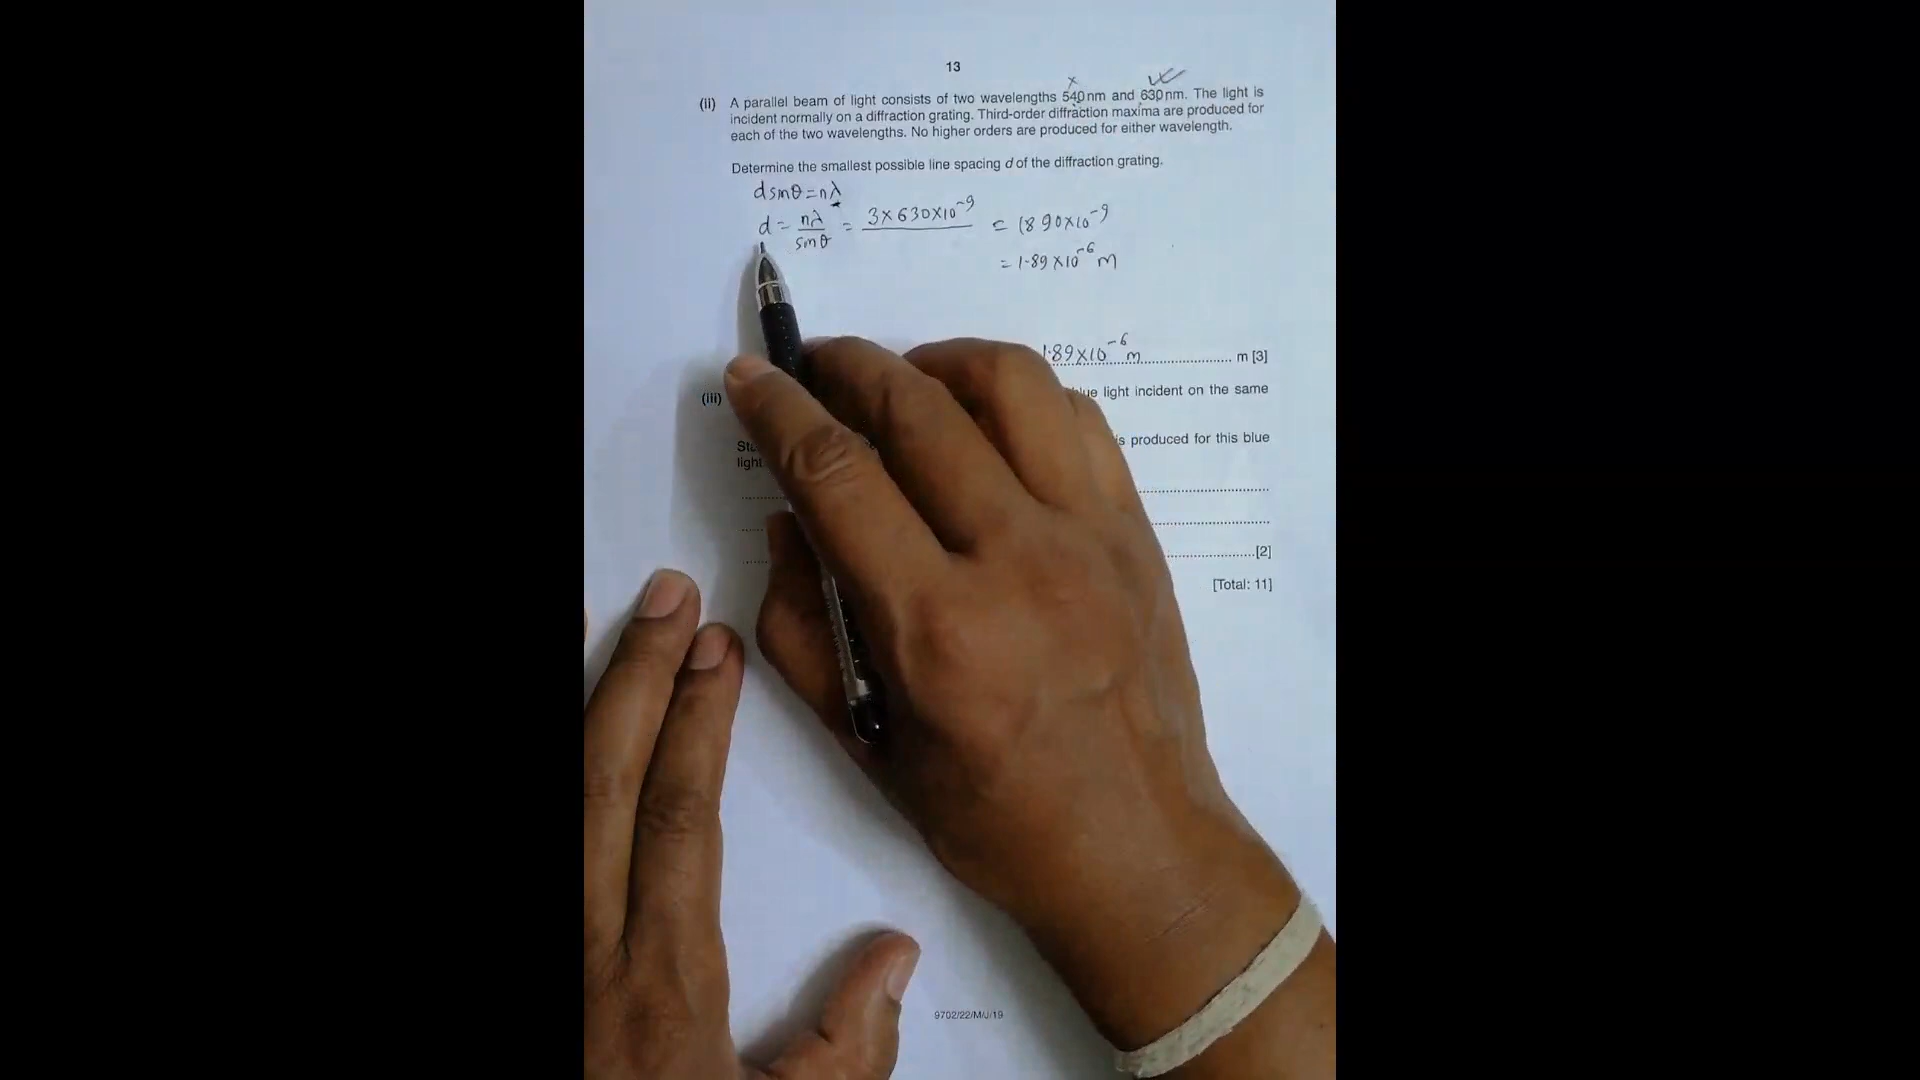 13
(ii) A parallel beam of light consists of two wavelengths 540 nm and 630 nm. The light is
incident normally on a diffraction grating. Third-order diffraction maxima are produced for
each of the two wavelengths. No higher orders are produced for either wavelength.
Determine the smallest possible line spacing d of the diffraction grating.
d sinθ = nλ
d = nλ/sinθ = 3×630×10⁻⁹ = 1890×10⁻⁹
= 1.89×10⁻⁶ m
1.89×10⁻⁶ m m [3]
(iii) light incident on the same
is produced for this blue
light
[2]
[Total: 11]
9702/22/M/J/19